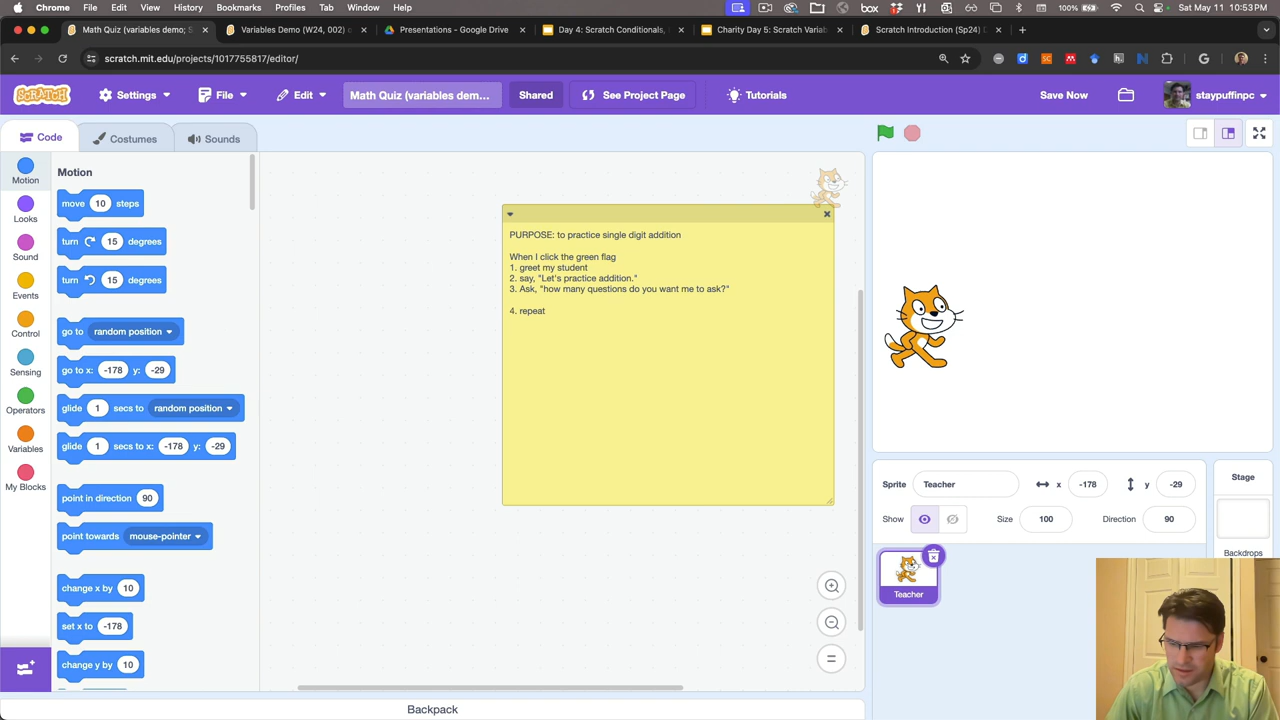 Chrome File Edit View History Bookmarks Profiles Tab Window Help
box
100%
Sat May 11 10:53 PM
Math Quiz (variables demo; S
Variables Demo (W24, 002) o
Presentations - Google Drive
Day 4: Scratch Conditionals,
Charity Day 5: Scratch Variab
Scratch Introduction (Sp24) D
scratch.mit.edu/projects/1017755817/editor/
SCRATCH
Settings
File
Edit
Math Quiz (variables dem...
Shared
See Project Page
Tutorials
Save Now
staypuffinpc
Code
Costumes
Sounds
Motion
Looks
Sound
Events
Control
Sensing
Operators
Variables
My Blocks
Motion
move 10 steps
turn 15 degrees
turn 15 degrees
go to random position
go to x: -178 y: -29
glide 1 secs to random position
glide 1 secs to x: -178 y: -29
point in direction 90
point towards mouse-pointer
change x by 10
set x to -178
change y by 10
PURPOSE: to practice single digit addition
When I click the green flag
1. greet my student
2. say, "Let's practice addition."
3. Ask, "how many questions do you want me to ask?"
4. repeat
Sprite Teacher x -178 y -29
Show Size 100 Direction 90
Teacher
Stage
Backdrops
Backpack